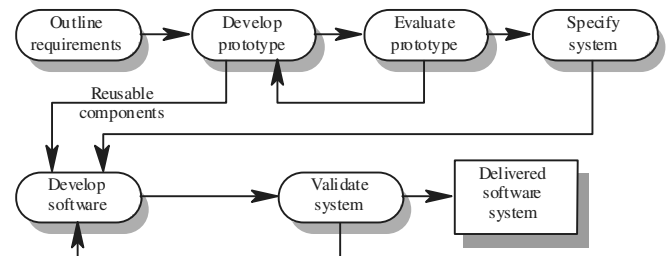 Outline
requirements
Develop
prototype
Evaluate
prototype
Specify
system
Reusable
components
Develop
software
Validate
system
Delivered
software
system